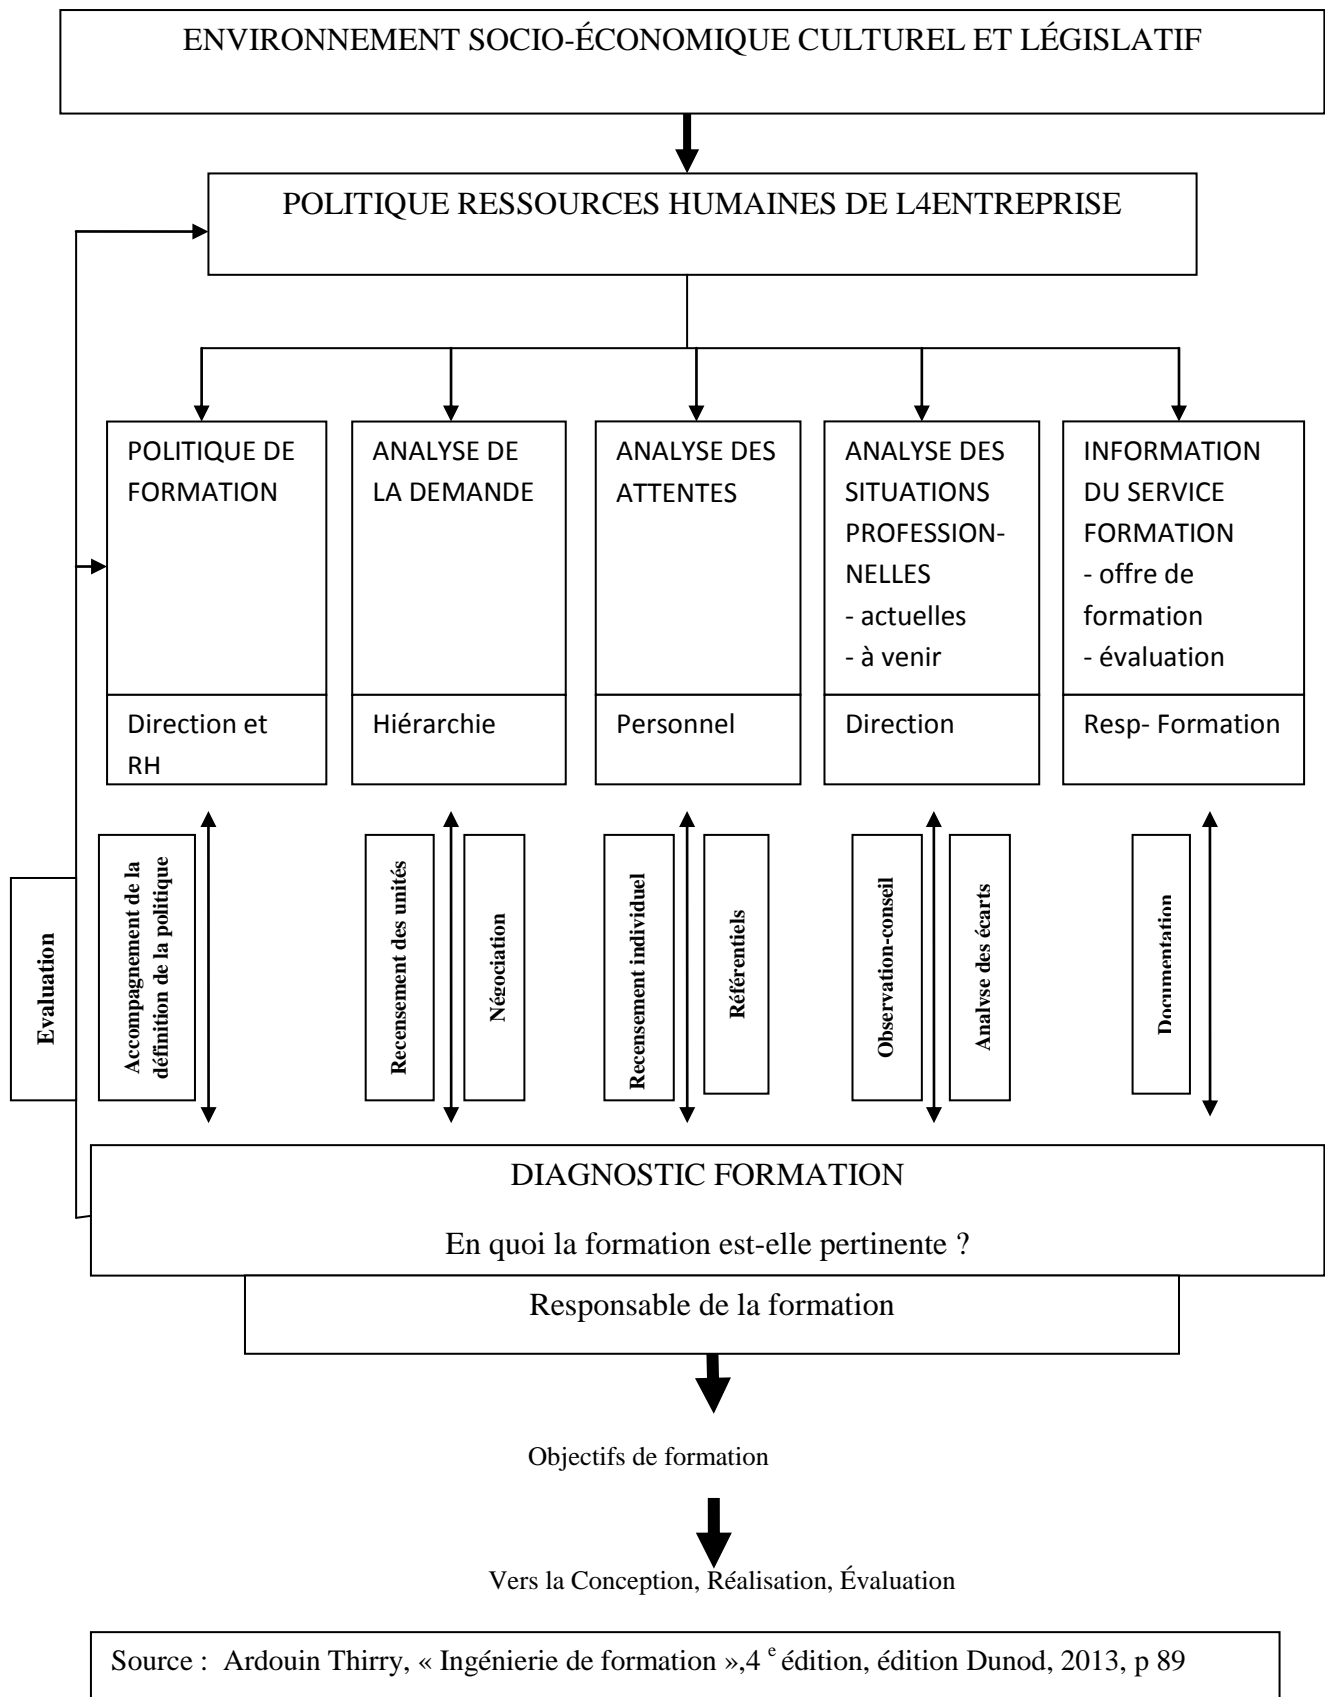 ENVIRONNEMENT SOCIO-ÉCONOMIQUE CULTUREL ET LÉGISLATIF
POLITIQUE RESSOURCES HUMAINES DE L4ENTREPRISE
POLITIQUE DE
FORMATION
Direction et
RH
ANALYSE DE
LA DEMANDE
Hiérarchie
ANALYSE DES
ATTENTES
Personnel
ANALYSE DES
SITUATIONS
PROFESSION-
NELLES
- actuelles
- à venir
Direction
INFORMATION
DU SERVICE
FORMATION
- offre de
formation
- évaluation
Resp- Formation
Evaluation
Accompagnement de la
définition de la politique
Recensement des unités
Négociation
Recensement individuel
Référentiels
Observation-conseil
Analyse des écarts
Documentation
DIAGNOSTIC FORMATION
En quoi la formation est-elle pertinente ?
Responsable de la formation
Objectifs de formation
Vers la Conception, Réalisation, Évaluation
Source : Ardouin Thirry, « Ingénierie de formation »,4 e édition, édition Dunod, 2013, p 89